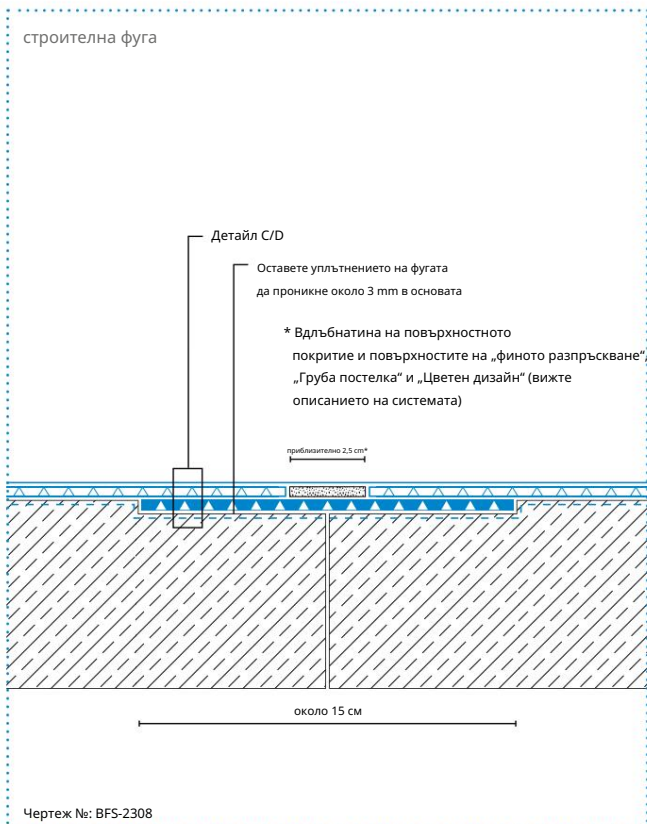 строителна фуга
Детайл C/D
Оставете уплътнението на фугата
да проникне около 3 mm в основата
* Вдлъбнатина на повърхностното
покритие и повърхностите на „финото разпръскване“,
„Груба постелка“ и „Цветен дизайн“ (вижте
описанието на системата)
приблизително 2,5 cm*
около 15 см
Чертеж №: BFS-2308